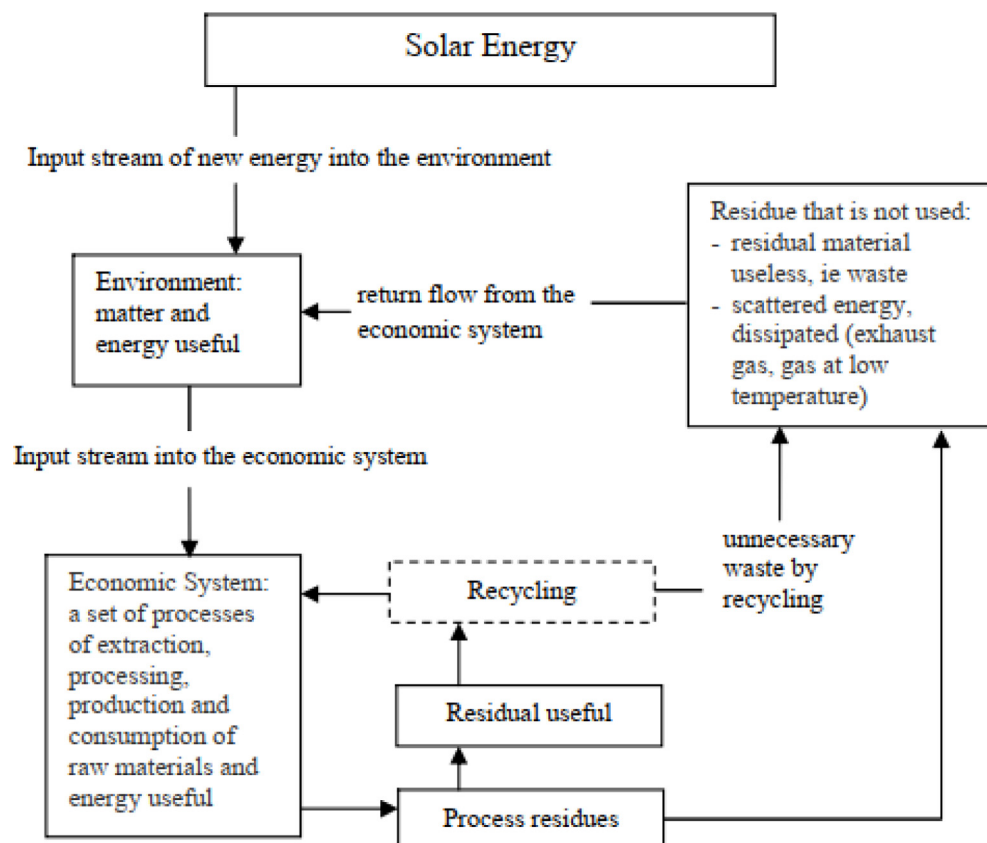 Solar Energy
Input stream of new energy into the environment
Residue that is not used:
- residual material
useless, ie waste
- scattered energy,
dissipated (exhaust
gas, gas at low
temperature)
Environment:
matter and
energy useful
return flow from the
economic system
Input stream into the economic system
unnecessary
waste by
recycling
Economic System:
a set of processes
of extraction,
processing,
production and
consumption of
raw materials and
energy useful
Recycling
Residual useful
Process residues